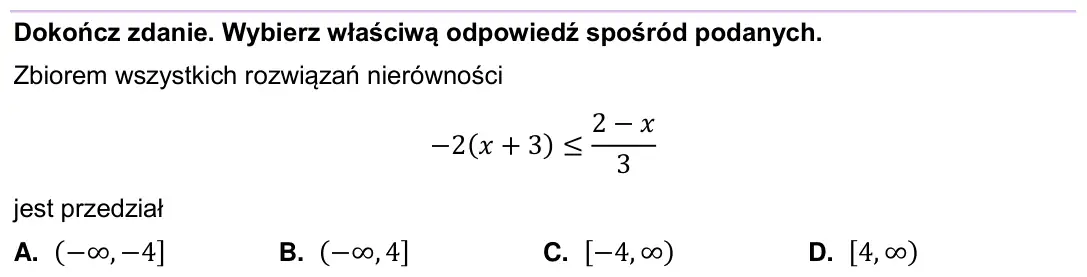 Dokończ zdanie. Wybierz właściwą odpowiedź spośród podanych.
Zbiorem wszystkich rozwiązań nierówności
−2(x + 3) ≤ (2 − x)/3
jest przedział
A. (−∞, −4] B. (−∞, 4] C. [−4, ∞) D. [4, ∞)